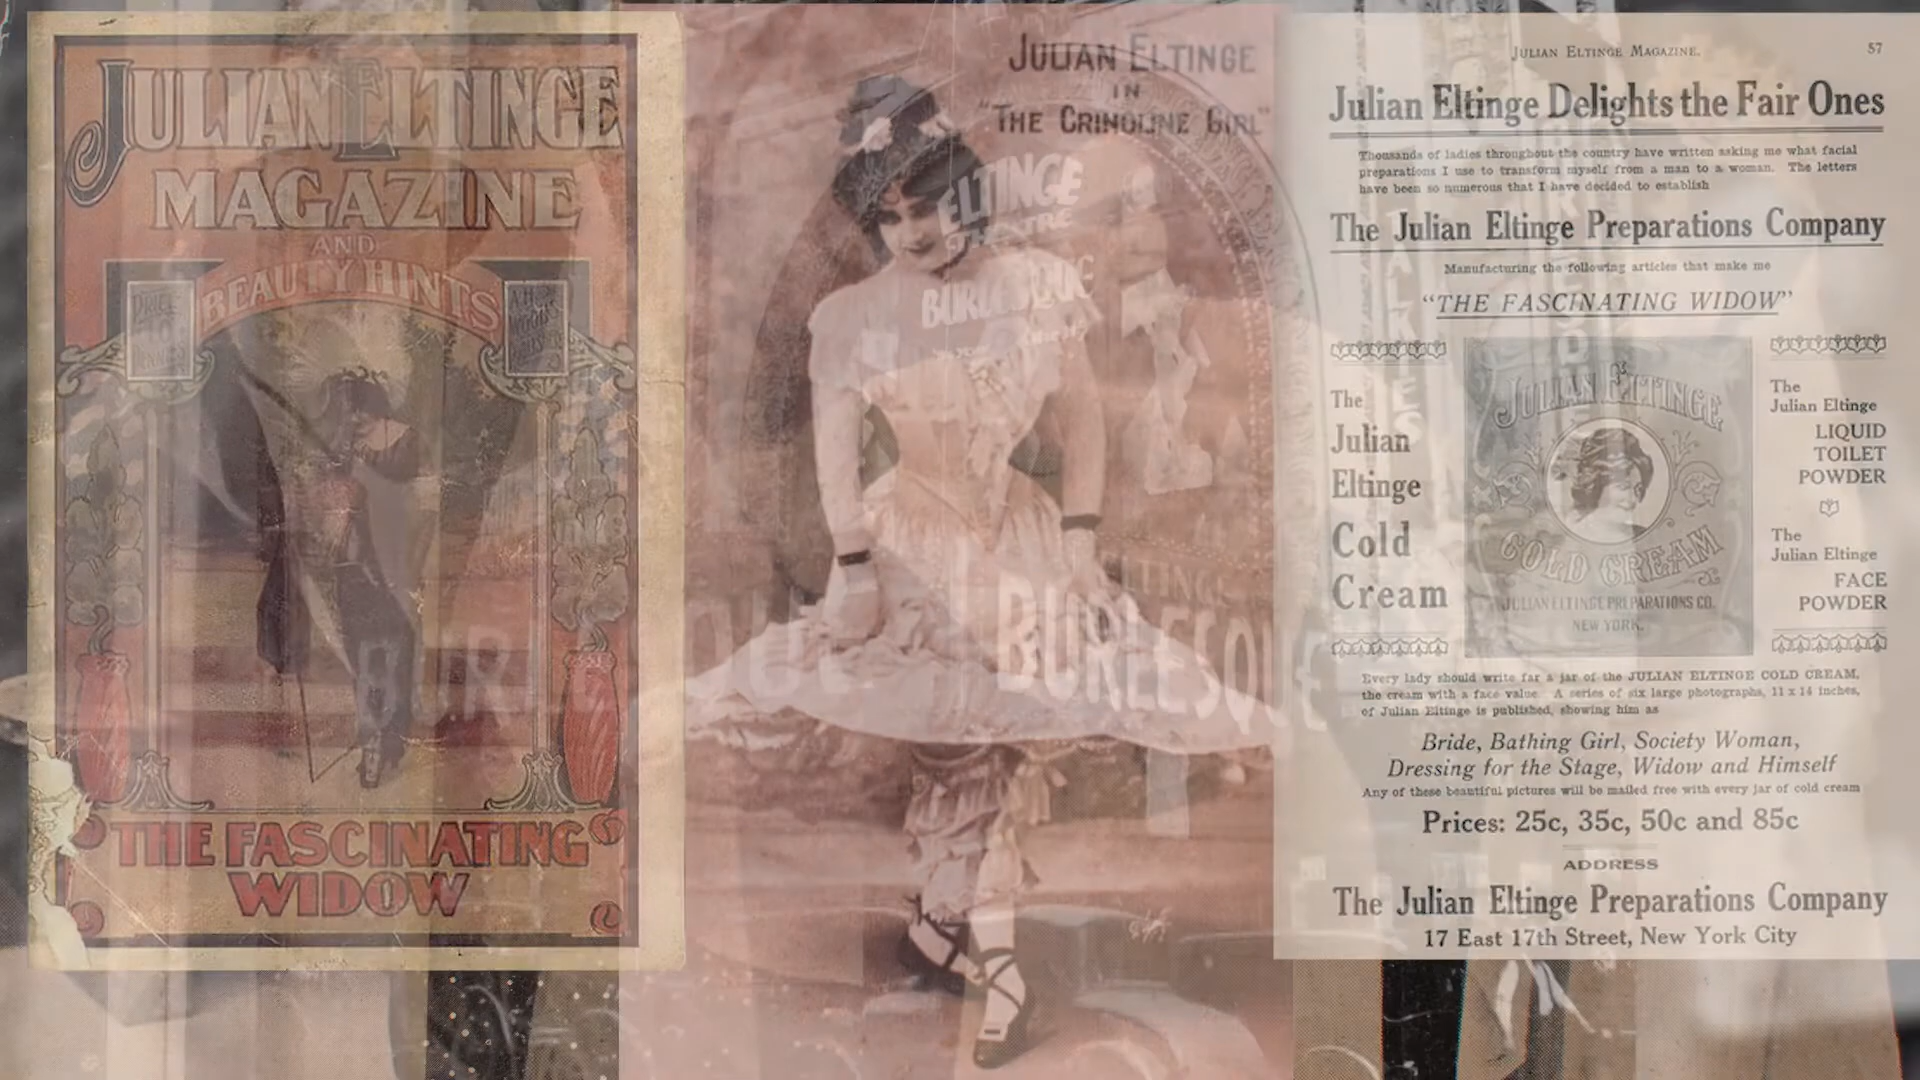 JULIAN ELTINGE
MAGAZINE
AND
BEAUTY HINTS
PRICE
10
THE FASCINATING
WIDOW
JULIAN ELTINGE
IN
"THE CRINOLINE GIRL"
ELTINGE
THEATRE
BURLESQUE
BURLESQUE
JULIAN ELTINGE MAGAZINE.
57
Julian Eltinge Delights the Fair Ones
Thousands of ladies throughout the country have written asking me what facial
preparations I use to transform myself from a man to a woman. The letters
have been so numerous that I have decided to establish
The Julian Eltinge Preparations Company
Manufacturing the following articles that make me
"THE FASCINATING WIDOW"
The
Julian
Eltinge
Cold
Cream
JULIAN ELTINGE
COLD CREAM
JULIAN ELTINGE PREPARATIONS CO.
NEW YORK.
The
Julian Eltinge
LIQUID
TOILET
POWDER
The
Julian Eltinge
FACE
POWDER
TALKIES
Every lady should write far a jar of the JULIAN ELTINGE COLD CREAM,
the cream with a face value. A series of six large photographs, 11 x 14 inches,
of Julian Eltinge is published, showing him as
Bride, Bathing Girl, Society Woman,
Dressing for the Stage, Widow and Himself
Any of these beautiful pictures will be mailed free with every jar of cold cream
Prices: 25c, 35c, 50c and 85c
ADDRESS
The Julian Eltinge Preparations Company
17 East 17th Street, New York City